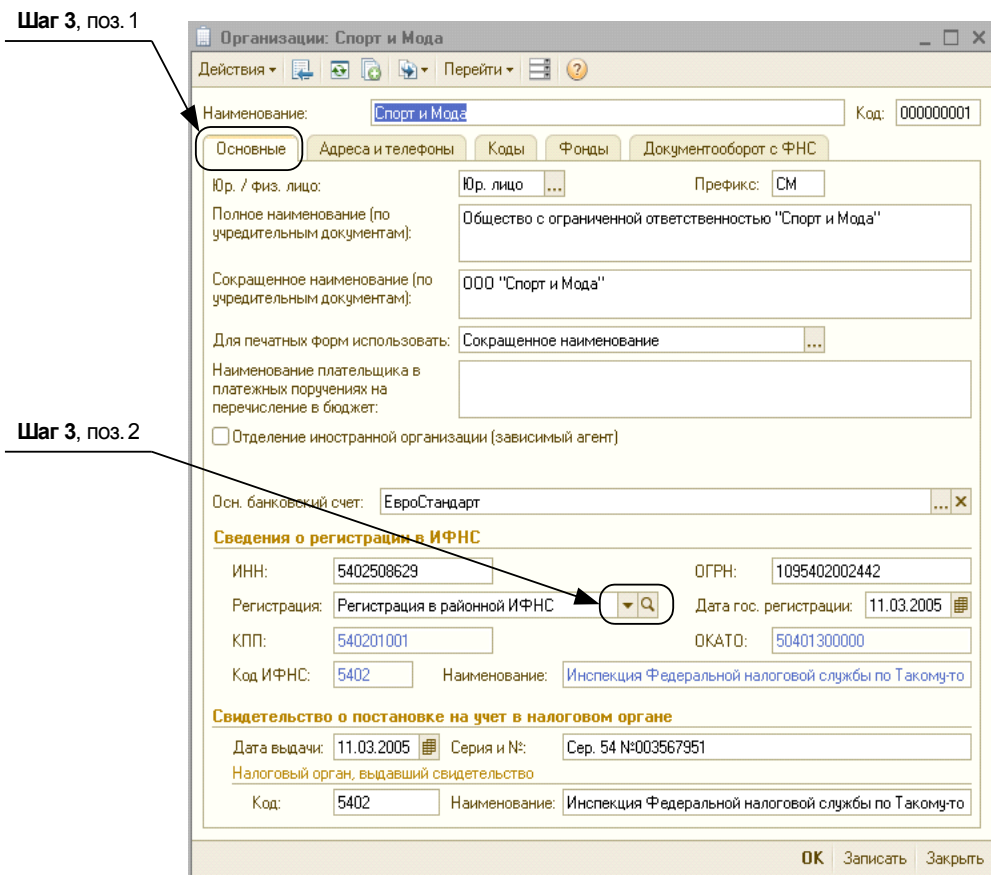 Шаг 3, поз. 1
Организации: Спорт и Мода
Действия Перейти
Наименование: Спорт и Мода Код: 000000001
Основные Адреса и телефоны Коды Фонды Документооборот с ФНС
Юр. / физ. лицо: Юр. лицо ... Префикс: СМ
Полное наименование (по
учредительным документам):
Общество с ограниченной ответственностью "Спорт и Мода"
Сокращенное наименование (по
учредительным документам):
ООО "Спорт и Мода"
Для печатных форм использовать: Сокращенное наименование ...
Наименование плательщика в
платежных поручениях на
перечисление в бюджет:
Шаг 3, поз. 2
Отделение иностранной организации (зависимый агент)
Осн. банковский счет: ЕвроСтандарт ... ×
Сведения о регистрации в ИФНС
ИНН: 5402508629 ОГРН: 1095402002442
Регистрация: Регистрация в районной ИФНС Дата гос. регистрации: 11.03.2005
КПП: 540201001 ОКАТО: 50401300000
Код ИФНС: 5402 Наименование: Инспекция Федеральной налоговой службы по Такому-то
Свидетельство о постановке на учет в налоговом органе
Дата выдачи: 11.03.2005 Серия и №: Сер. 54 №003567951
Налоговый орган, выдавший свидетельство
Код: 5402 Наименование: Инспекция Федеральной налоговой службы по Такому-то
OK Записать Закрыть